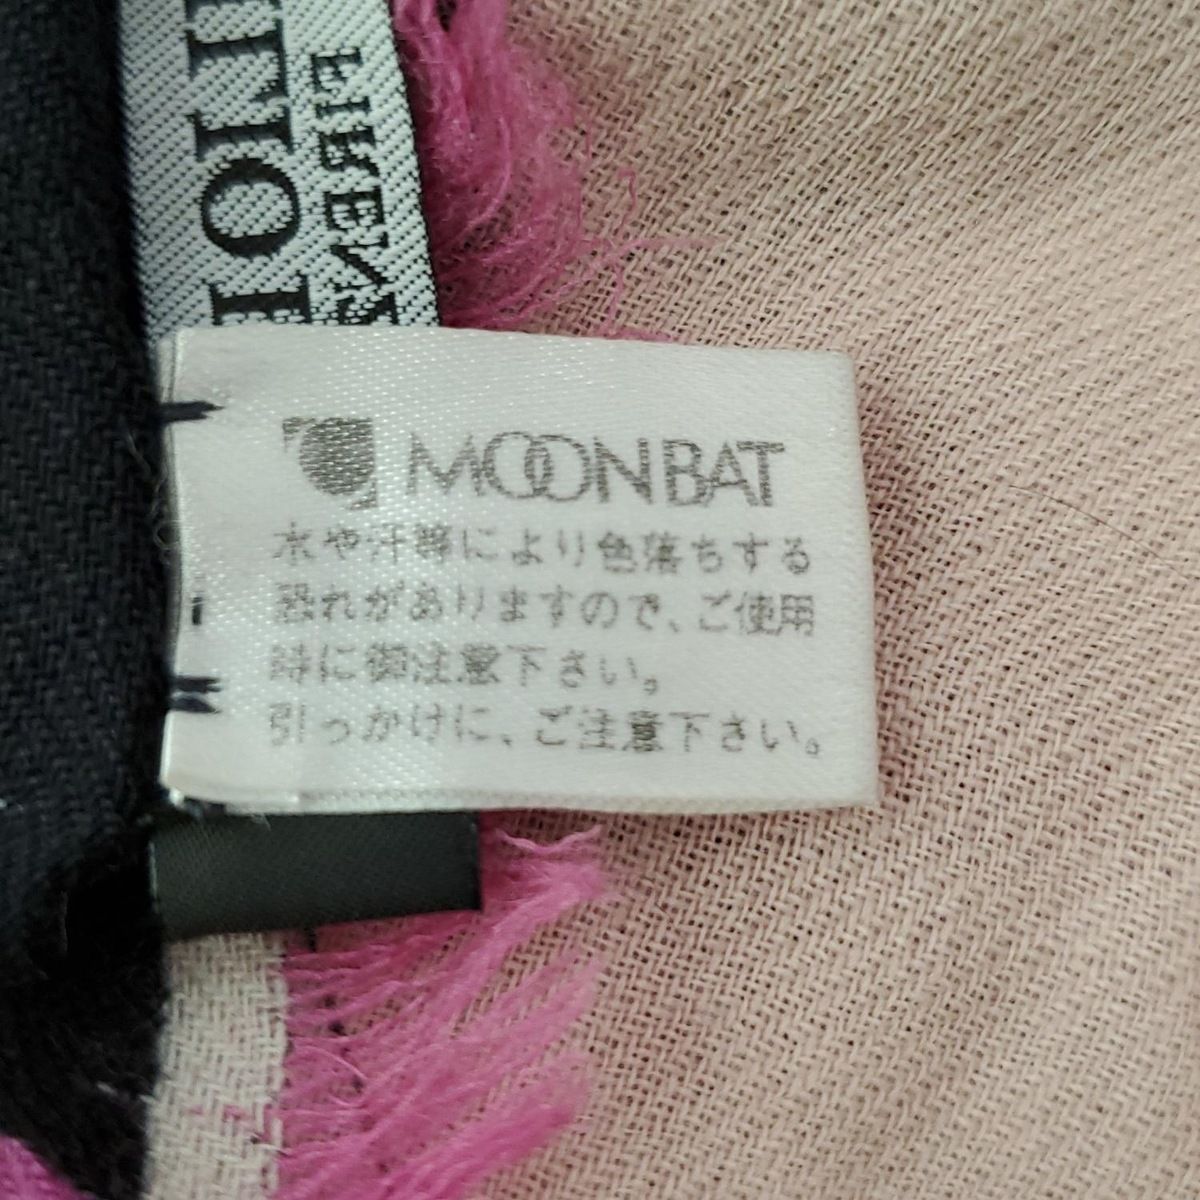 MOONBAT
水や汗等により色落ちする
恐れがありますので、ご使用
時に御注意下さい。
引っかけに、ご注意下さい。